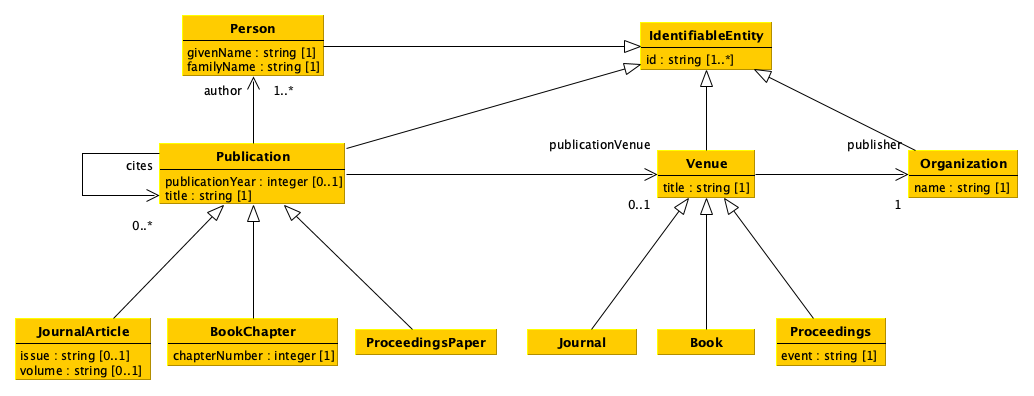 Person
givenName : string [1]
familyName : string [1]
IdentifiableEntity
id : string [1..*]
author
1..*
Publication
publicationYear : integer [0..1]
title : string [1]
cites
0..*
publicationVenue
0..1
Venue
title : string [1]
publisher
1
Organization
name : string [1]
JournalArticle
issue : string [0..1]
volume : string [0..1]
BookChapter
chapterNumber : integer [1]
ProceedingsPaper
Journal
Book
Proceedings
event : string [1]